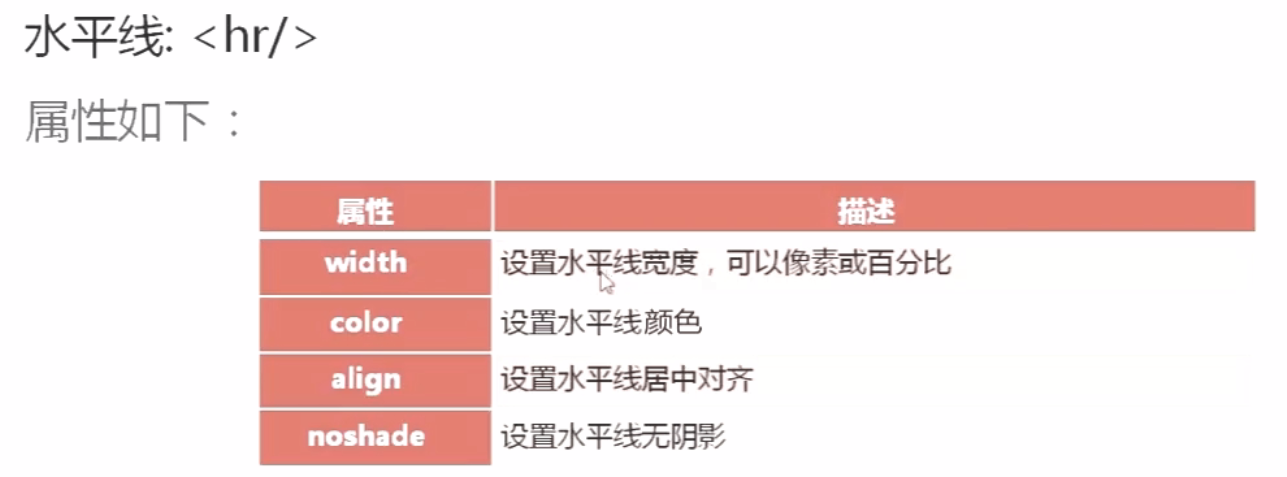 水平线: <hr/>
属性如下：
属性 描述
width 设置水平线宽度，可以像素或百分比
color 设置水平线颜色
align 设置水平线居中对齐
noshade 设置水平线无阴影